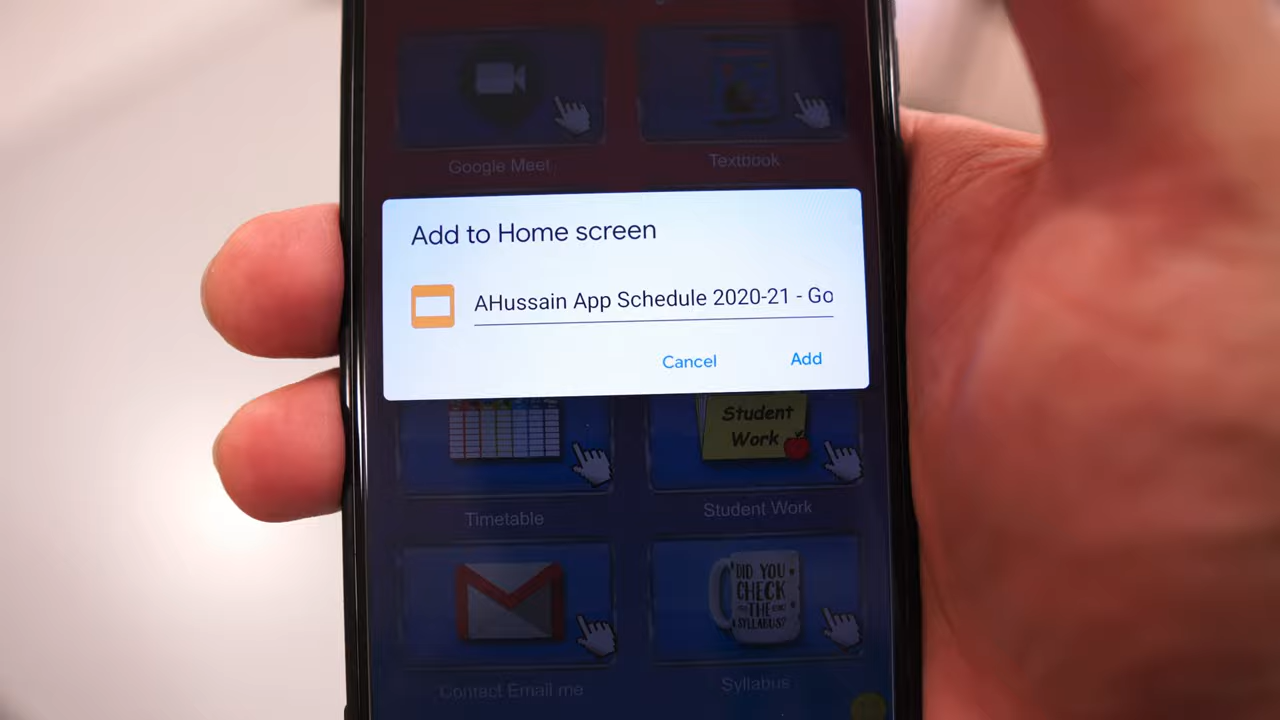 Google Meet
Textbook
Add to Home screen
AHussain App Schedule 2020-21 - Go
Cancel
Add
Student
Work
Timetable
Student Work
DID YOU
CHECK
THE
SYLLABUS?
Contact Email me
Syllabus